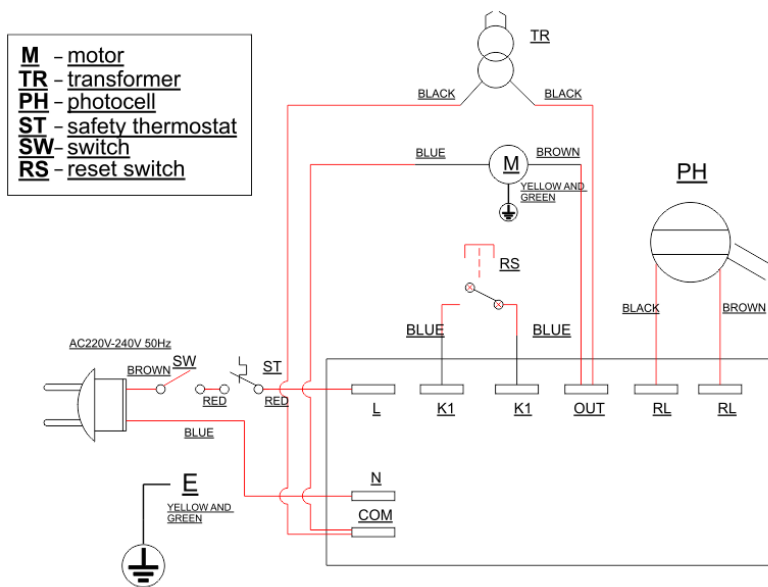 M – motor
TR – transformer
PH – photocell
ST – safety thermostat
SW – switch
RS – reset switch
TR
BLACK
BLACK
BLUE
M
BROWN
YELLOW AND
GREEN
PH
RS
BLACK
BROWN
BLUE
BLUE
AC220V-240V 50Hz
SW
ST
BROWN
RED
RED
L
K1
K1
OUT
RL
RL
BLUE
N
E
YELLOW AND
GREEN
COM